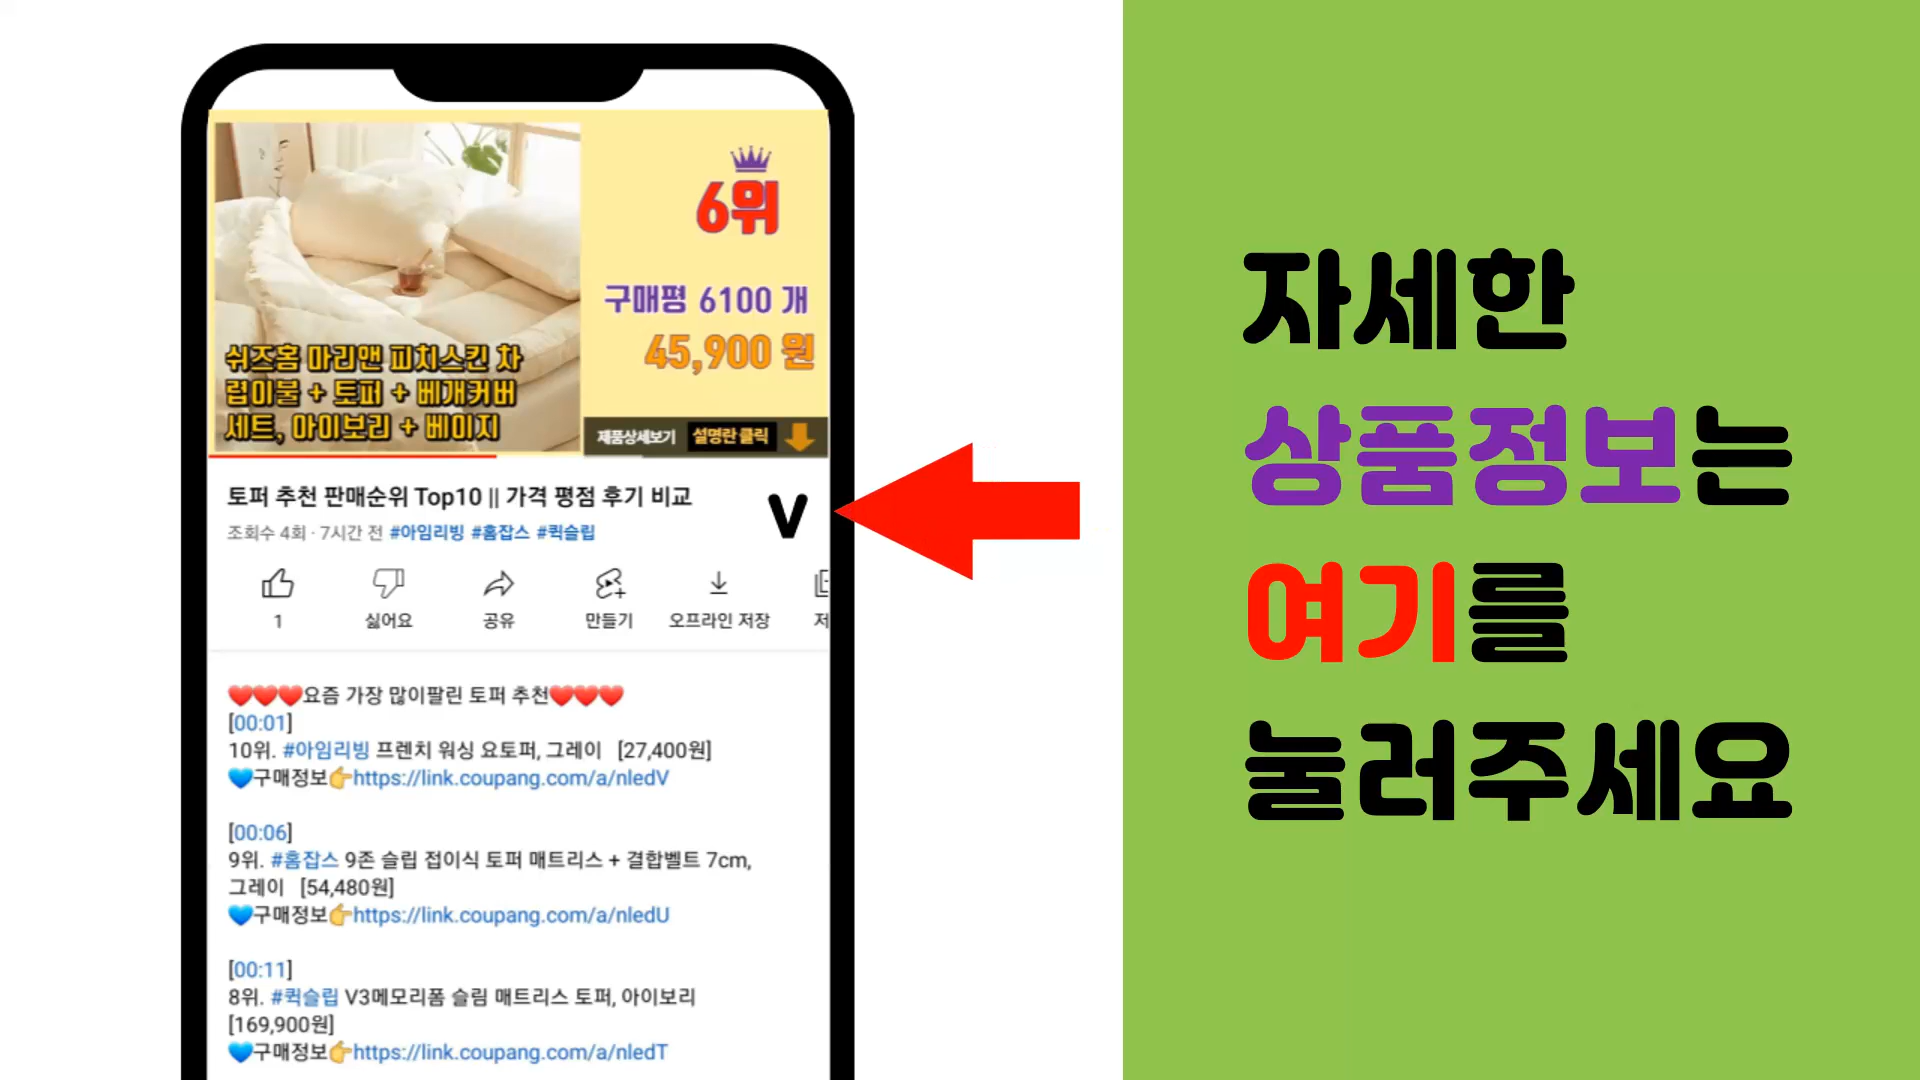 6위
구매평 6100 개
45,900 원
쉬즈홈 마리앤 피치스킨 차
렵이불 + 토퍼 + 베개커버
세트, 아이보리 + 베이지
제품상세보기 설명란 클릭
토퍼 추천 판매순위 Top10 || 가격 평점 후기 비교
V
조회수 4회 · 7시간 전 #아임리빙 #홈잡스 #퀵슬립
1 싫어요 공유 만들기 오프라인 저장 저
❤️❤️❤️요즘 가장 많이팔린 토퍼 추천❤️❤️❤️
[00:01]
10위. #아임리빙 프렌치 워싱 요토퍼, 그레이 [27,400원]
💙구매정보👉https://link.coupang.com/a/nledV
[00:06]
9위. #홈잡스 9존 슬립 접이식 토퍼 매트리스 + 결합벨트 7cm,
그레이 [54,480원]
💙구매정보👉https://link.coupang.com/a/nledU
[00:11]
8위. #퀵슬립 V3메모리폼 슬림 매트리스 토퍼, 아이보리
[169,900원]
💙구매정보👉https://link.coupang.com/a/nledT
자세한
상품정보는
여기를
눌러주세요